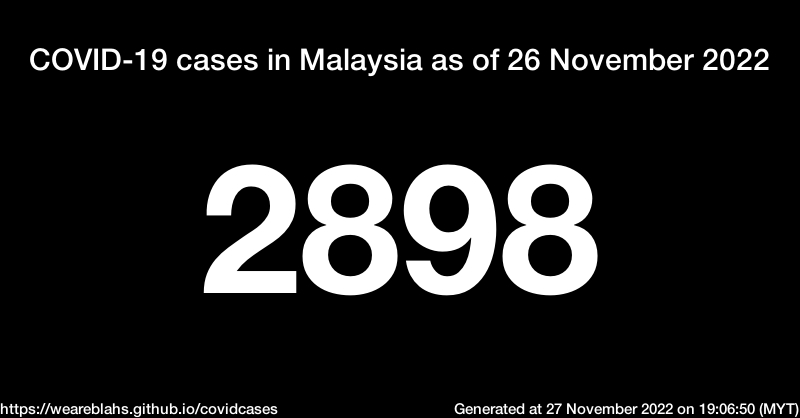 COVID-19 cases in Malaysia as of 26 November 2022
2898
https://weareblahs.github.io/covidcases
Generated at 27 November 2022 on 19:06:50 (MYT)